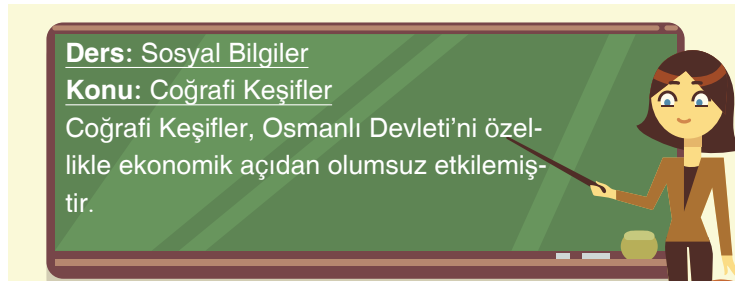 Ders: Sosyal Bilgiler
Konu: Coğrafi Keşifler
Coğrafi Keşifler, Osmanlı Devleti’ni özel-
likle ekonomik açıdan olumsuz etkilemiş-
tir.